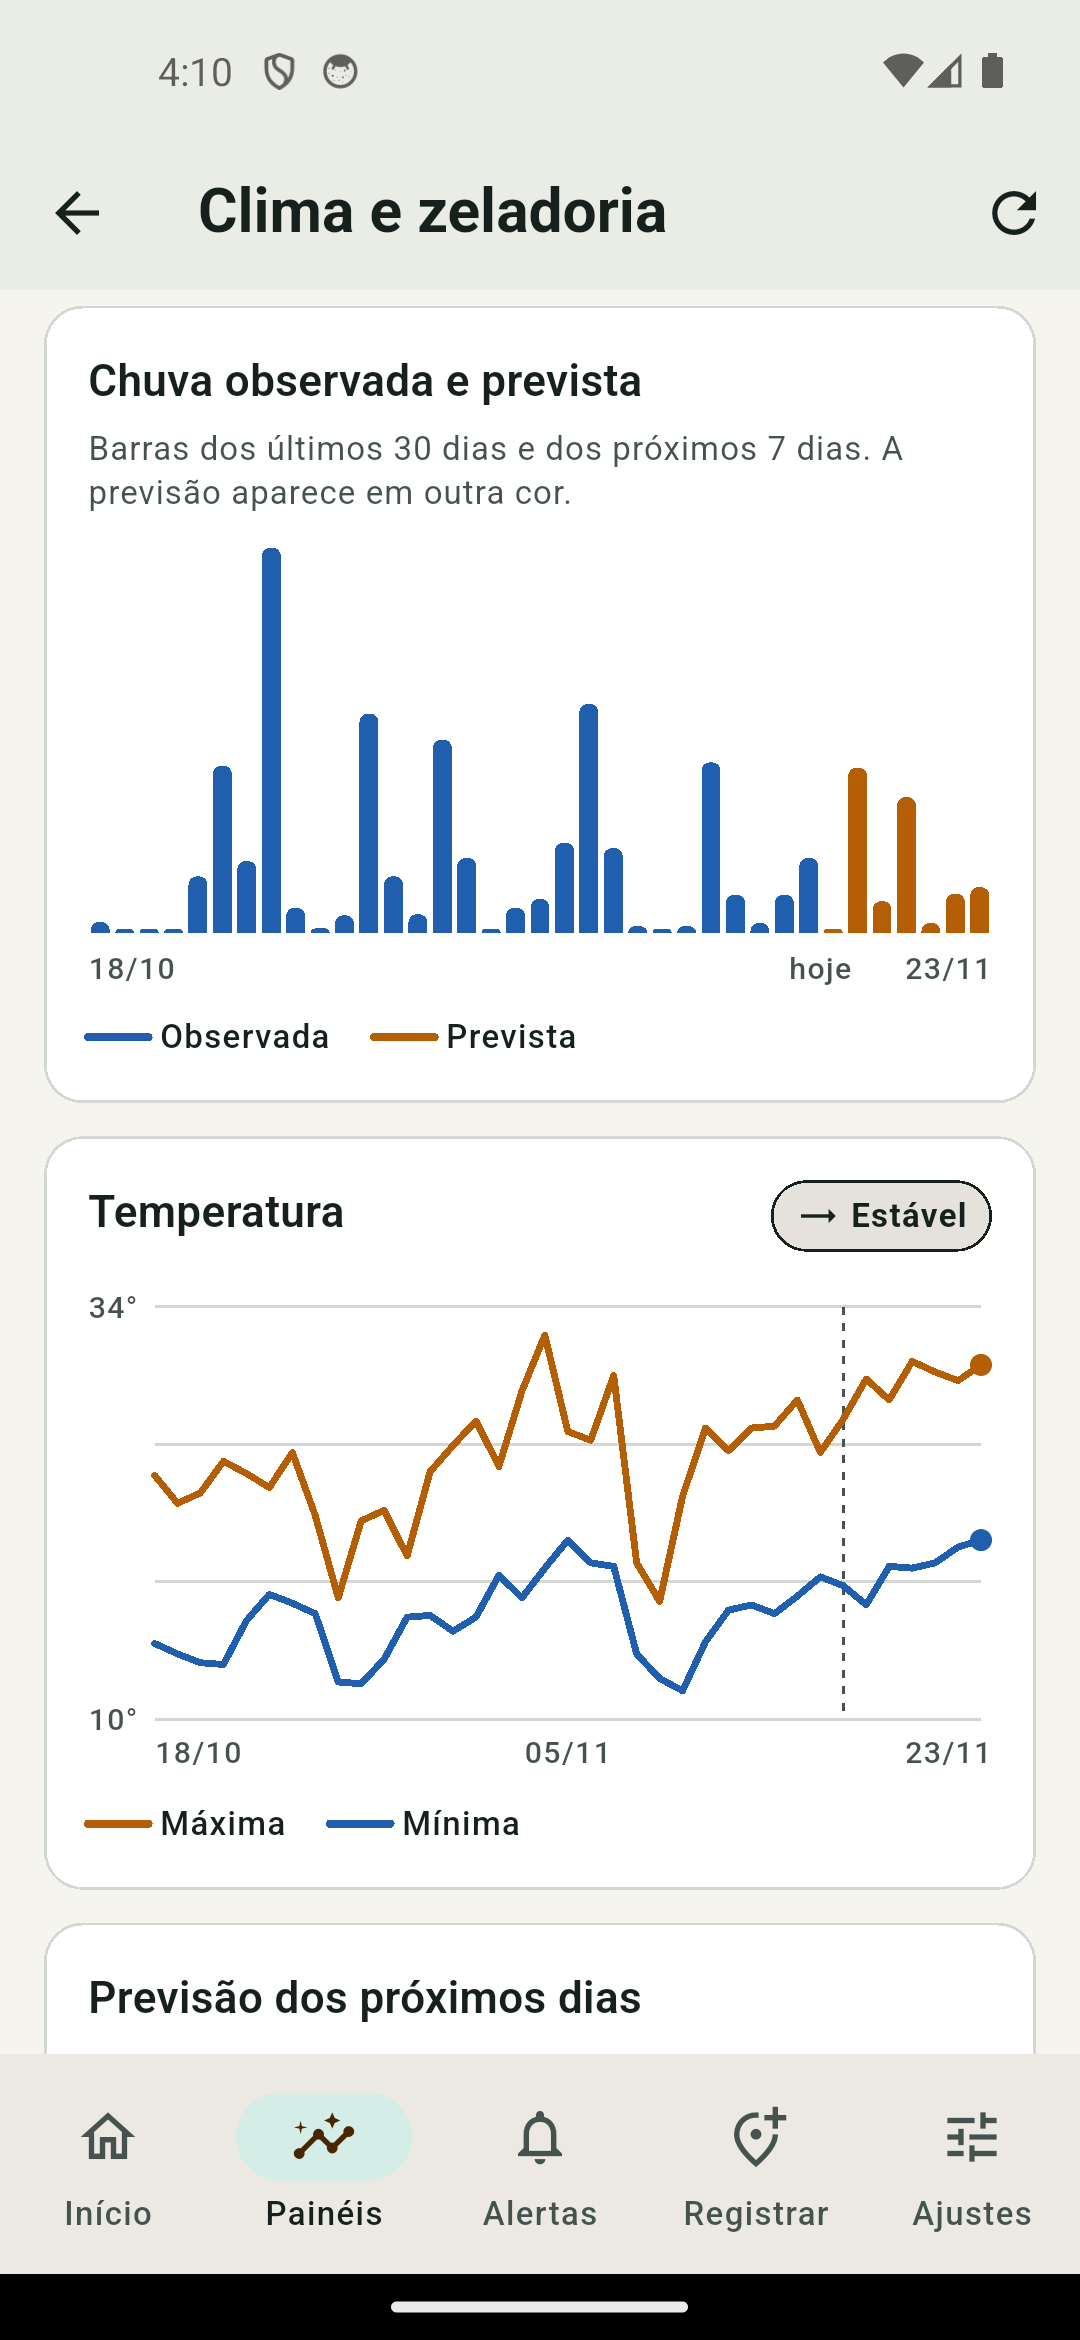 4:10
Clima e zeladoria
Chuva observada e prevista
Barras dos últimos 30 dias e dos próximos 7 dias. A
previsão aparece em outra cor.
18/10 hoje 23/11
Observada Prevista
Temperatura → Estável
34°
10°
18/10 05/11 23/11
Máxima Mínima
Previsão dos próximos dias
Início Painéis Alertas Registrar Ajustes